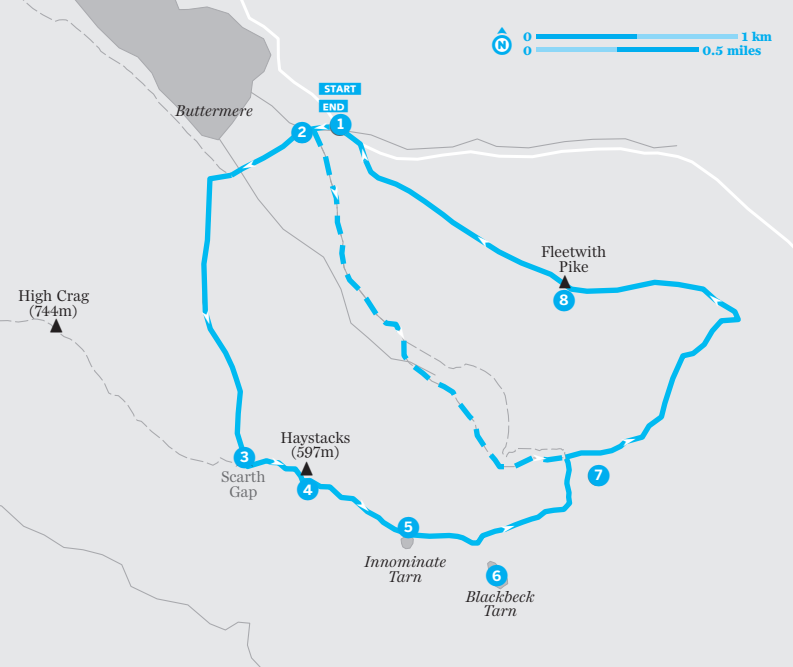 N
0
1 km
0
0.5 miles
START
END
Buttermere
2
1
Fleetwith
Pike
8
High Crag
(744m)
Haystacks
(597m)
3
Scarth
Gap
4
7
5
Innominate
Tarn
6
Blackbeck
Tarn